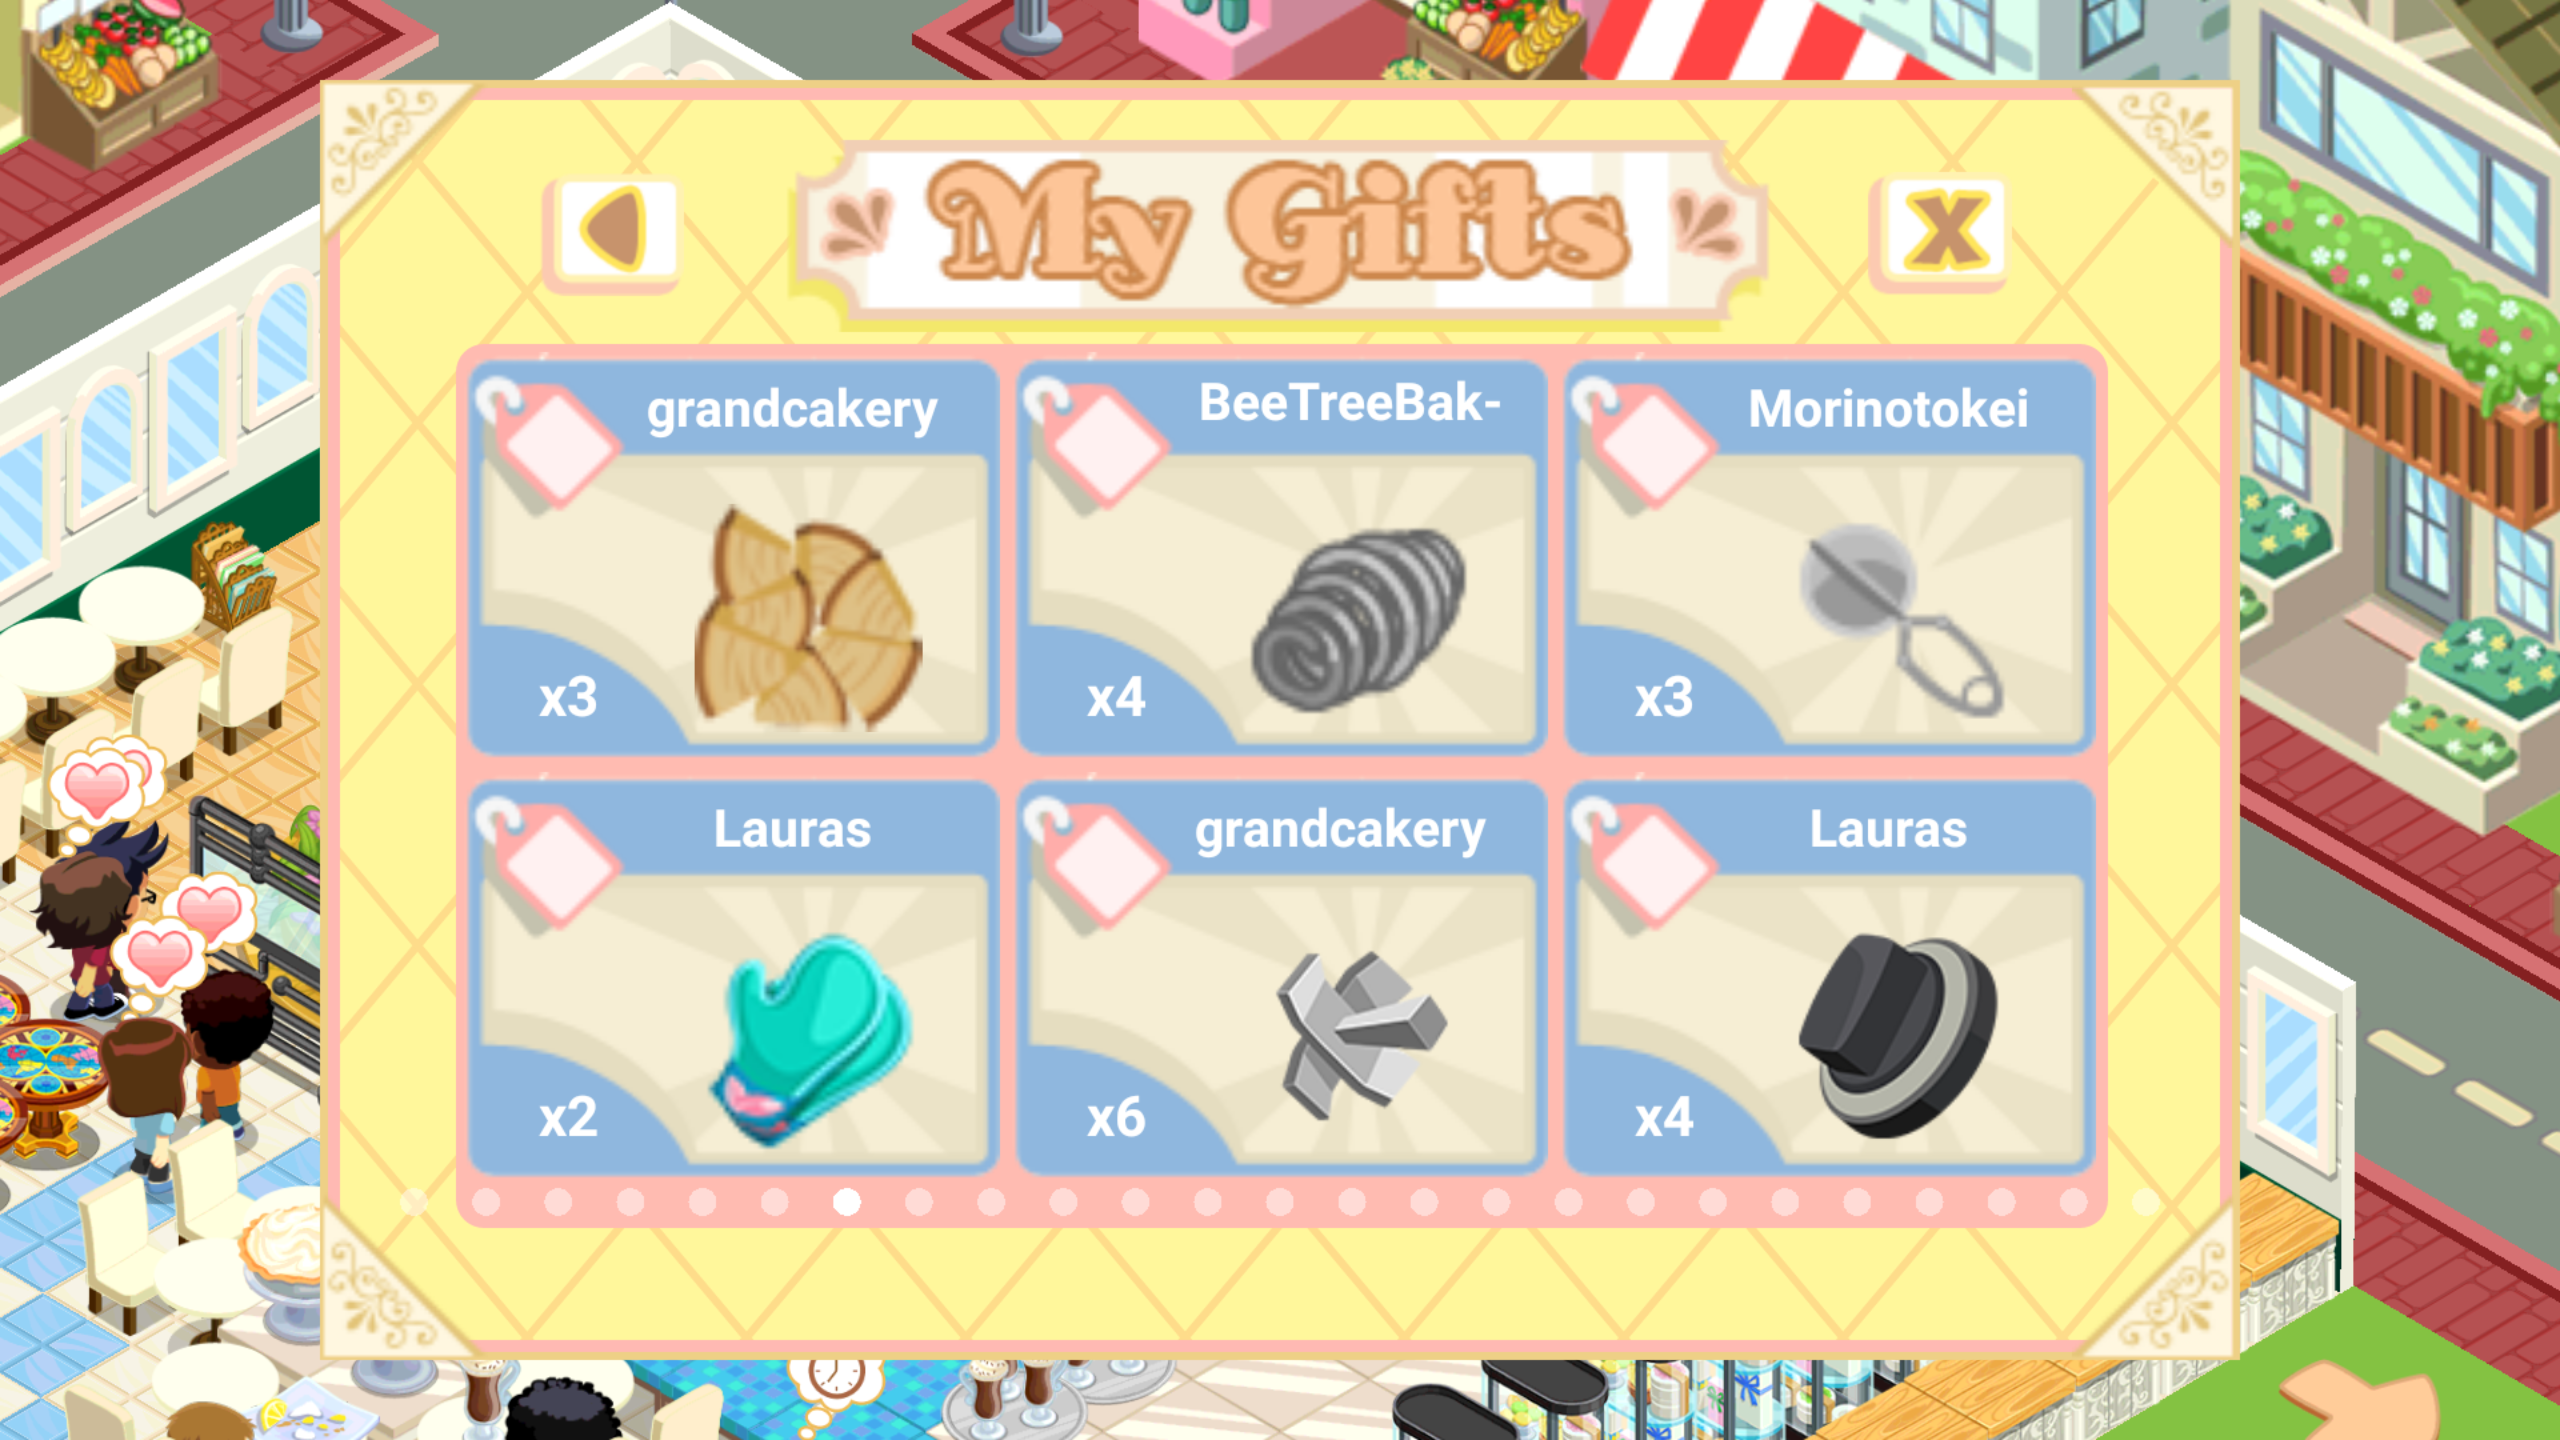 My Gifts
X
grandcakery
BeeTreeBak-
Morinotokei
x3
x4
x3
Lauras
grandcakery
Lauras
x2
x6
x4